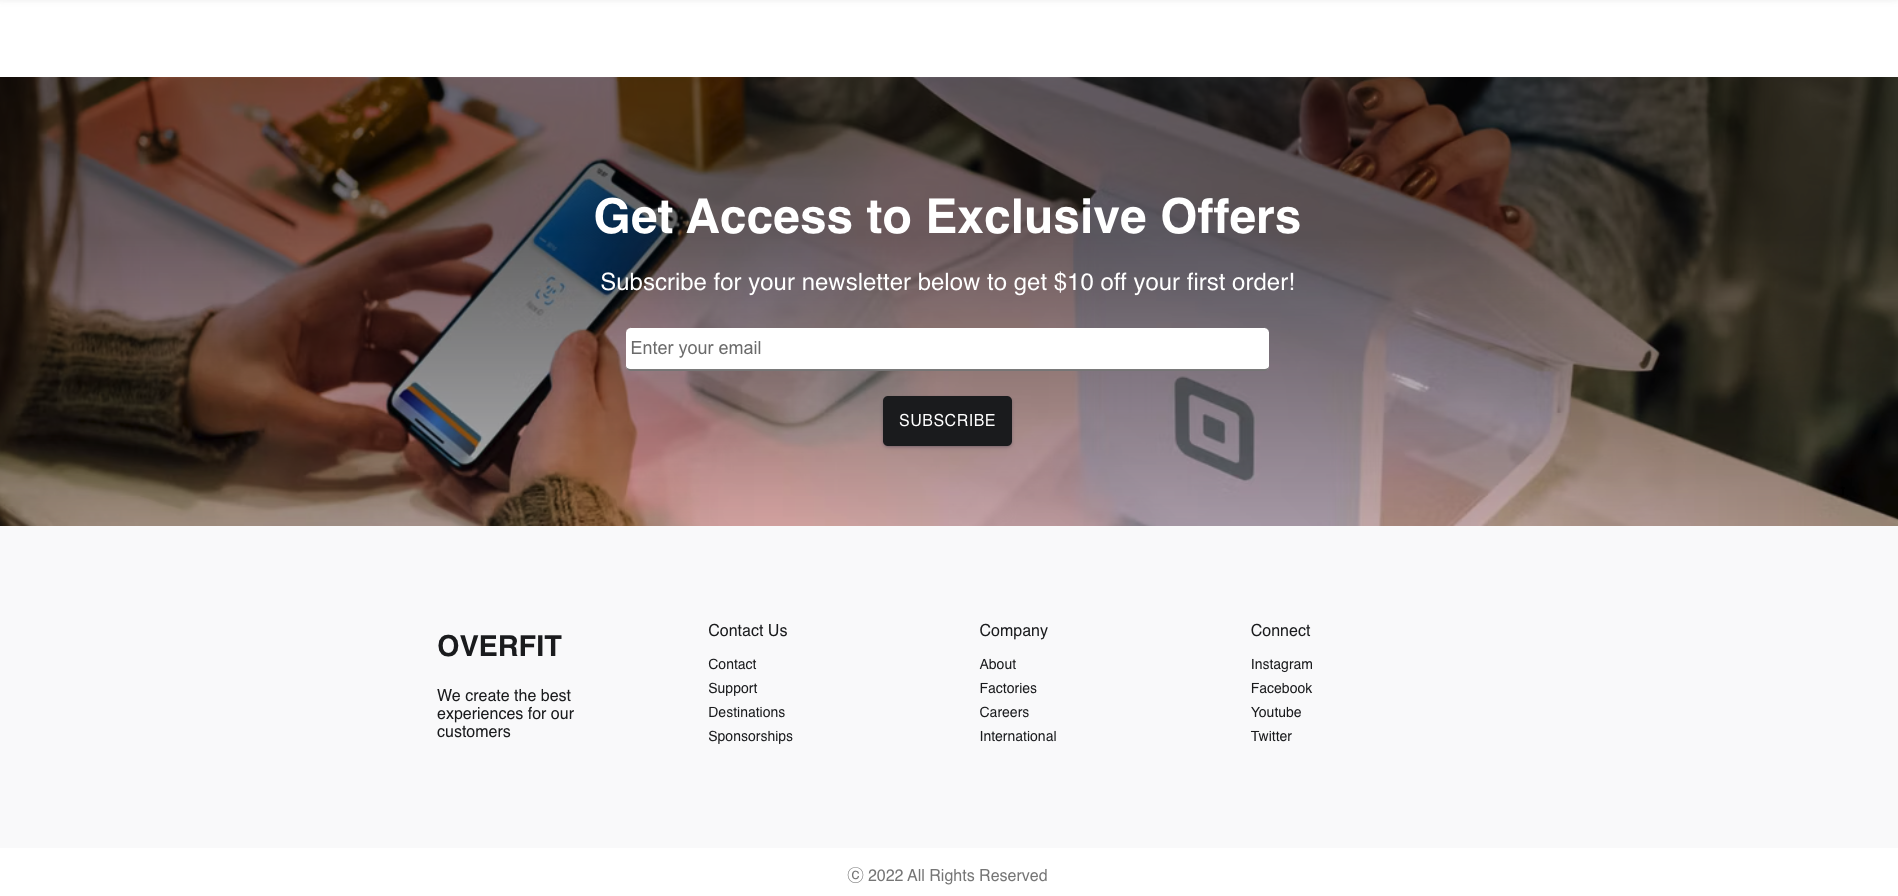 Get Access to Exclusive Offers
Subscribe for your newsletter below to get $10 off your first order!
Enter your email
SUBSCRIBE
OVERFIT
We create the best
experiences for our
customers
Contact Us
Contact
Support
Destinations
Sponsorships
Company
About
Factories
Careers
International
Connect
Instagram
Facebook
Youtube
Twitter
ⓒ 2022 All Rights Reserved